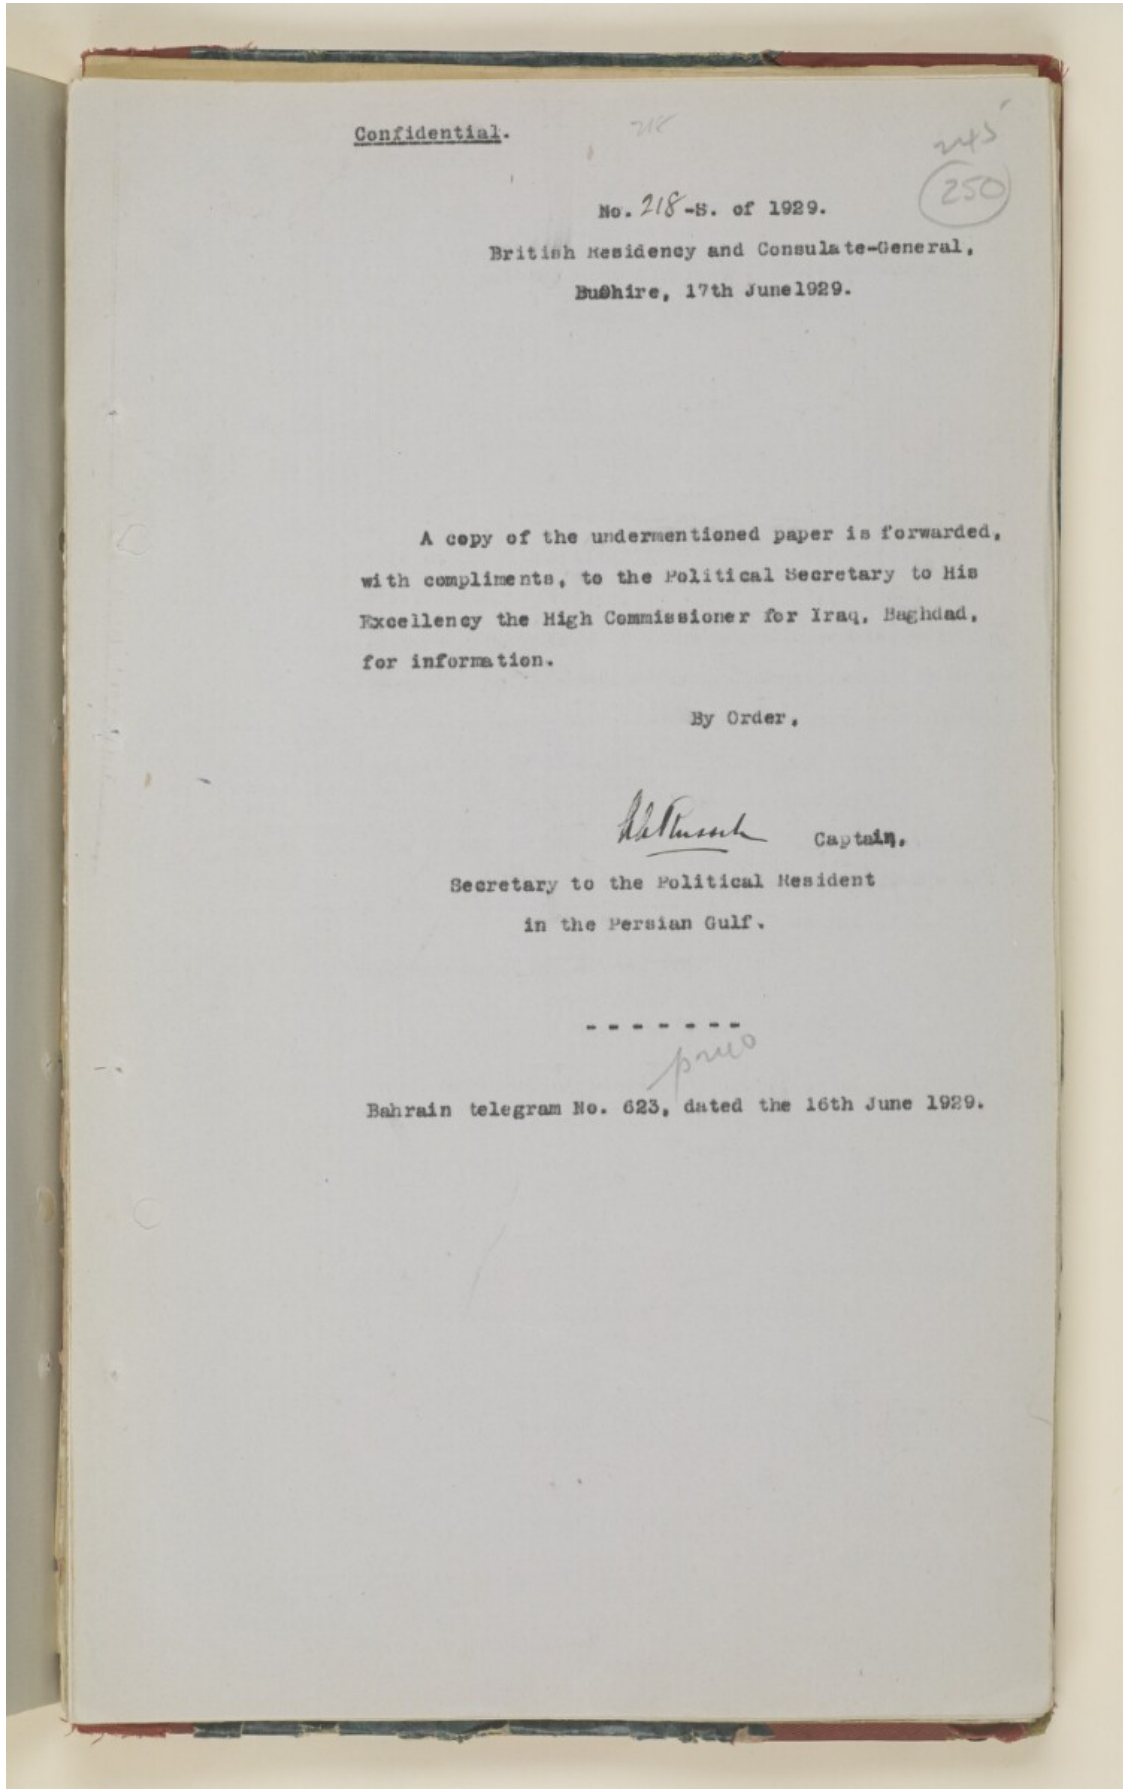 Confidential.
218
245
250
No. 218-S. of 1929.
British Residency and Consulate-General,
Bushire, 17th June1929.
A copy of the undermentioned paper is forwarded,
with compliments, to the Political Secretary to His
Excellency the High Commissioner for Iraq, Baghdad,
for information.
By Order,
Captain,
Secretary to the Political Resident
in the Persian Gulf.
- - - - - - -
Bahrain telegram No. 623, dated the 16th June 1929.